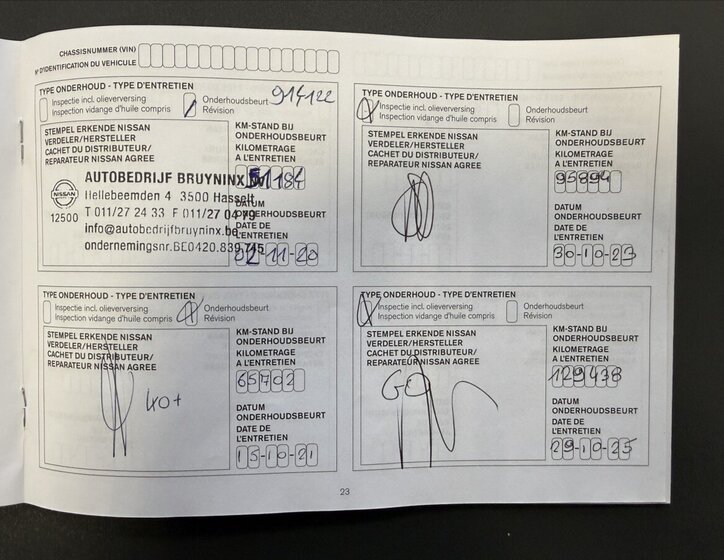 CHASSISNUMMER (VIN)
N° D'IDENTIFICATION DU VEHICULE
TYPE ONDERHOUD - TYPE D'ENTRETIEN
Inspectie incl. olieverversing
Inspection vidange d'huile compris
Onderhoudsbeurt
Révision
STEMPEL ERKENDE NISSAN
VERDELER/HERSTELLER
CACHET DU DISTRIBUTEUR/
REPARATEUR NISSAN AGREE
KM-STAND BIJ
ONDERHOUDSBEURT
KILOMETRAGE
A L'ENTRETIEN
NISSAN
12500
AUTOBEDRIJF BRUYNINX
Hellebeemden 4 3500 Hasselt
T 011/27 24 33 F 011/27 04 79
info@autobedrijfbruyninx.be
ondernemingsnr.BE0420.839.745
DATUM
ONDERHOUDSBEURT
DATE DE
L'ENTRETIEN
02-11-20
TYPE ONDERHOUD - TYPE D'ENTRETIEN
Inspectie incl. olieverversing
Inspection vidange d'huile compris
Onderhoudsbeurt
Révision
STEMPEL ERKENDE NISSAN
VERDELER/HERSTELLER
CACHET DU DISTRIBUTEUR/
REPARATEUR NISSAN AGREE
KM-STAND BIJ
ONDERHOUDSBEURT
KILOMETRAGE
A L'ENTRETIEN
95894
DATUM
ONDERHOUDSBEURT
DATE DE
L'ENTRETIEN
30-10-23
TYPE ONDERHOUD - TYPE D'ENTRETIEN
Inspectie incl. olieverversing
Inspection vidange d'huile compris
Onderhoudsbeurt
Révision
STEMPEL ERKENDE NISSAN
VERDELER/HERSTELLER
CACHET DU DISTRIBUTEUR/
REPARATEUR NISSAN AGREE
KM-STAND BIJ
ONDERHOUDSBEURT
KILOMETRAGE
A L'ENTRETIEN
65702
DATUM
ONDERHOUDSBEURT
DATE DE
L'ENTRETIEN
15-10-21
TYPE ONDERHOUD - TYPE D'ENTRETIEN
Inspectie incl. olieverversing
Inspection vidange d'huile compris
Onderhoudsbeurt
Révision
STEMPEL ERKENDE NISSAN
VERDELER/HERSTELLER
CACHET DU DISTRIBUTEUR/
REPARATEUR NISSAN AGREE
KM-STAND BIJ
ONDERHOUDSBEURT
KILOMETRAGE
A L'ENTRETIEN
129438
DATUM
ONDERHOUDSBEURT
DATE DE
L'ENTRETIEN
29-10-25
23